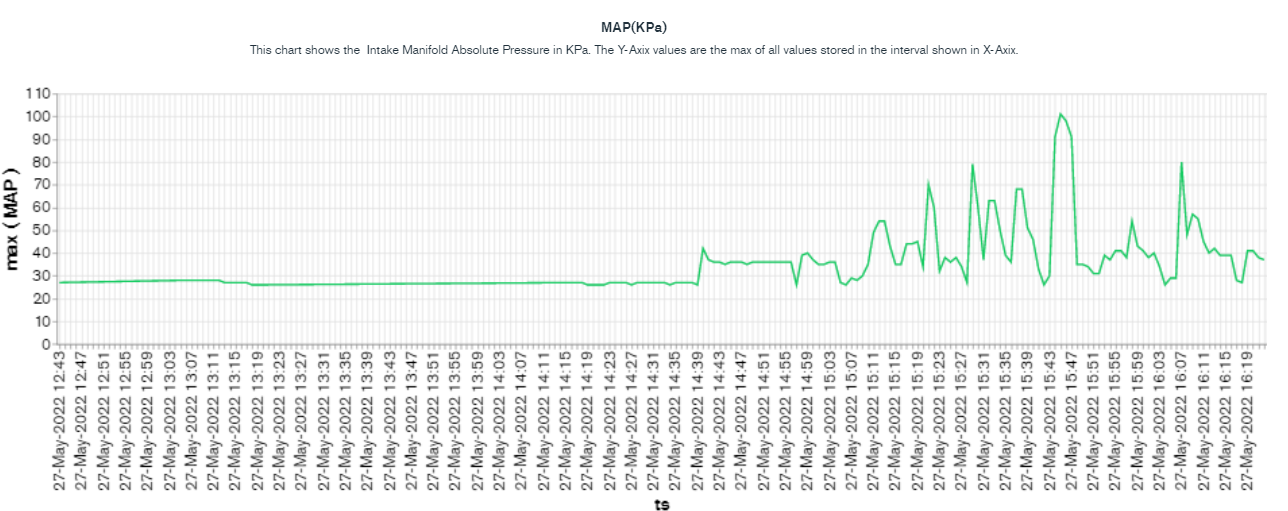 MAP(KPa)
This chart shows the  Intake Manifold Absolute Pressure in KPa. The Y-Axix values are the max of all values stored in the interval shown in X-Axix.
110
100
90
80
70
60
50
40
30
20
10
0
max ( MAP )
27-May-2022 12:43
27-May-2022 12:47
27-May-2022 12:51
27-May-2022 12:55
27-May-2022 12:59
27-May-2022 13:03
27-May-2022 13:07
27-May-2022 13:11
27-May-2022 13:15
27-May-2022 13:19
27-May-2022 13:23
27-May-2022 13:27
27-May-2022 13:31
27-May-2022 13:35
27-May-2022 13:39
27-May-2022 13:43
27-May-2022 13:47
27-May-2022 13:51
27-May-2022 13:55
27-May-2022 13:59
27-May-2022 14:03
27-May-2022 14:07
27-May-2022 14:11
27-May-2022 14:15
27-May-2022 14:19
27-May-2022 14:23
27-May-2022 14:27
27-May-2022 14:31
27-May-2022 14:35
27-May-2022 14:39
27-May-2022 14:43
27-May-2022 14:47
27-May-2022 14:51
27-May-2022 14:55
27-May-2022 14:59
27-May-2022 15:03
27-May-2022 15:07
27-May-2022 15:11
27-May-2022 15:15
27-May-2022 15:19
27-May-2022 15:23
27-May-2022 15:27
27-May-2022 15:31
27-May-2022 15:35
27-May-2022 15:39
27-May-2022 15:43
27-May-2022 15:47
27-May-2022 15:51
27-May-2022 15:55
27-May-2022 15:59
27-May-2022 16:03
27-May-2022 16:07
27-May-2022 16:11
27-May-2022 16:15
27-May-2022 16:19
ts